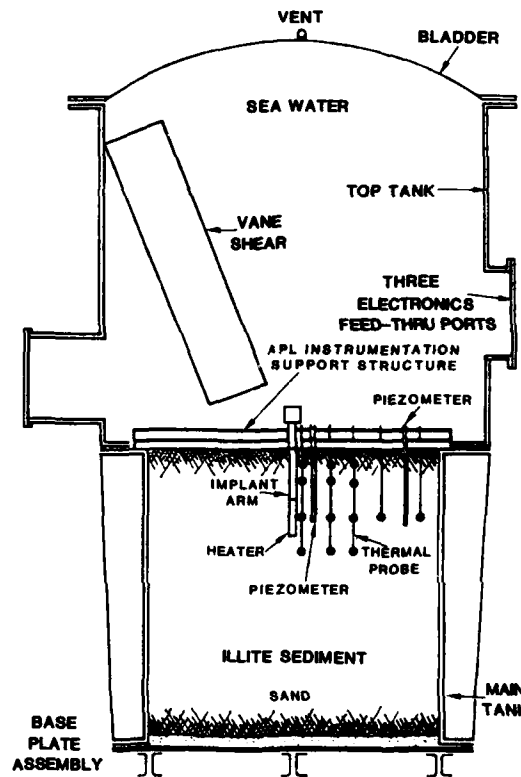 VENT
BLADDER
SEA WATER
TOP TANK
VANE
SHEAR
THREE
ELECTRONICS
FEED-THRU PORTS
APL INSTRUMENTATION
SUPPORT STRUCTURE
PIEZOMETER
IMPLANT
ARM
HEATER
THERMAL
PROBE
PIEZOMETER
ILLITE SEDIMENT
SAND
MAIN
TANK
BASE
PLATE
ASSEMBLY